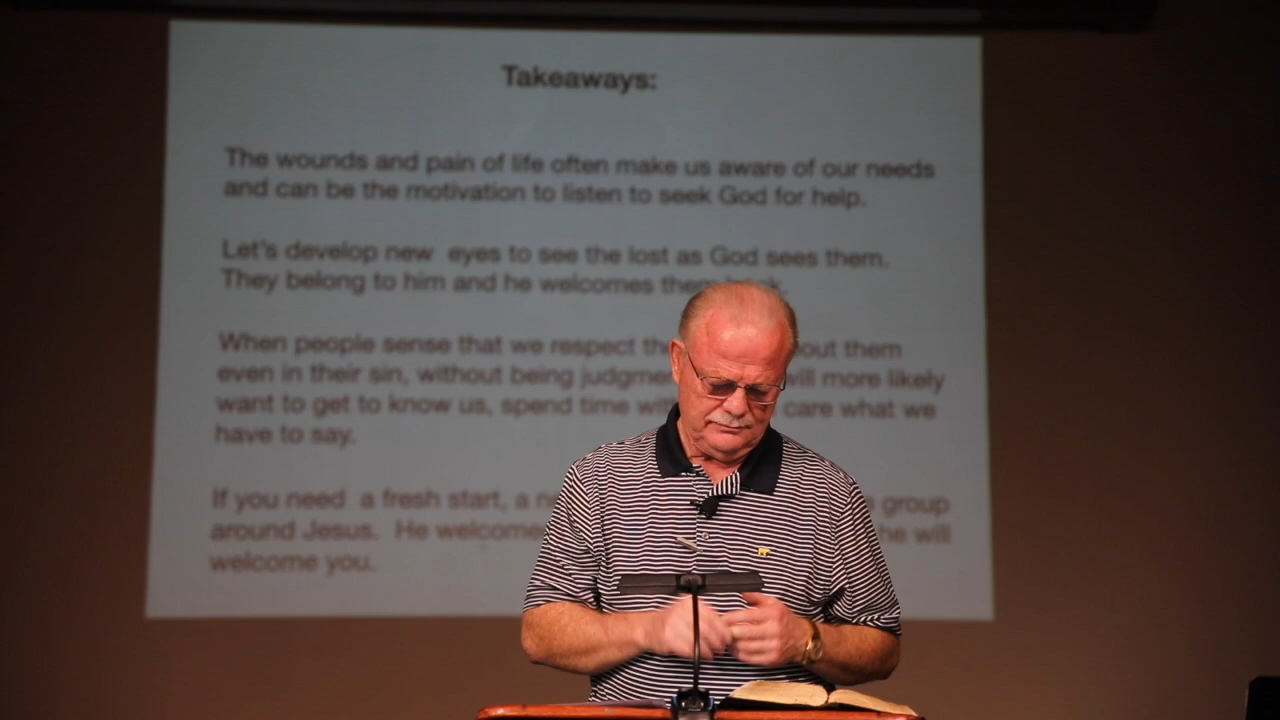 Takeaways:
The wounds and pain of life often make us aware of our needs
and can be the motivation to listen to seek God for help.
Let's develop new eyes to see the lost as God sees them.
They belong to him and he welcomes them back.
When people sense that we respect out them
even in their sin, without being will more likely
want to get to know us, spend time care what we
have to say.
If you need a fresh start, a group
around Jesus. He he will
welcome you.